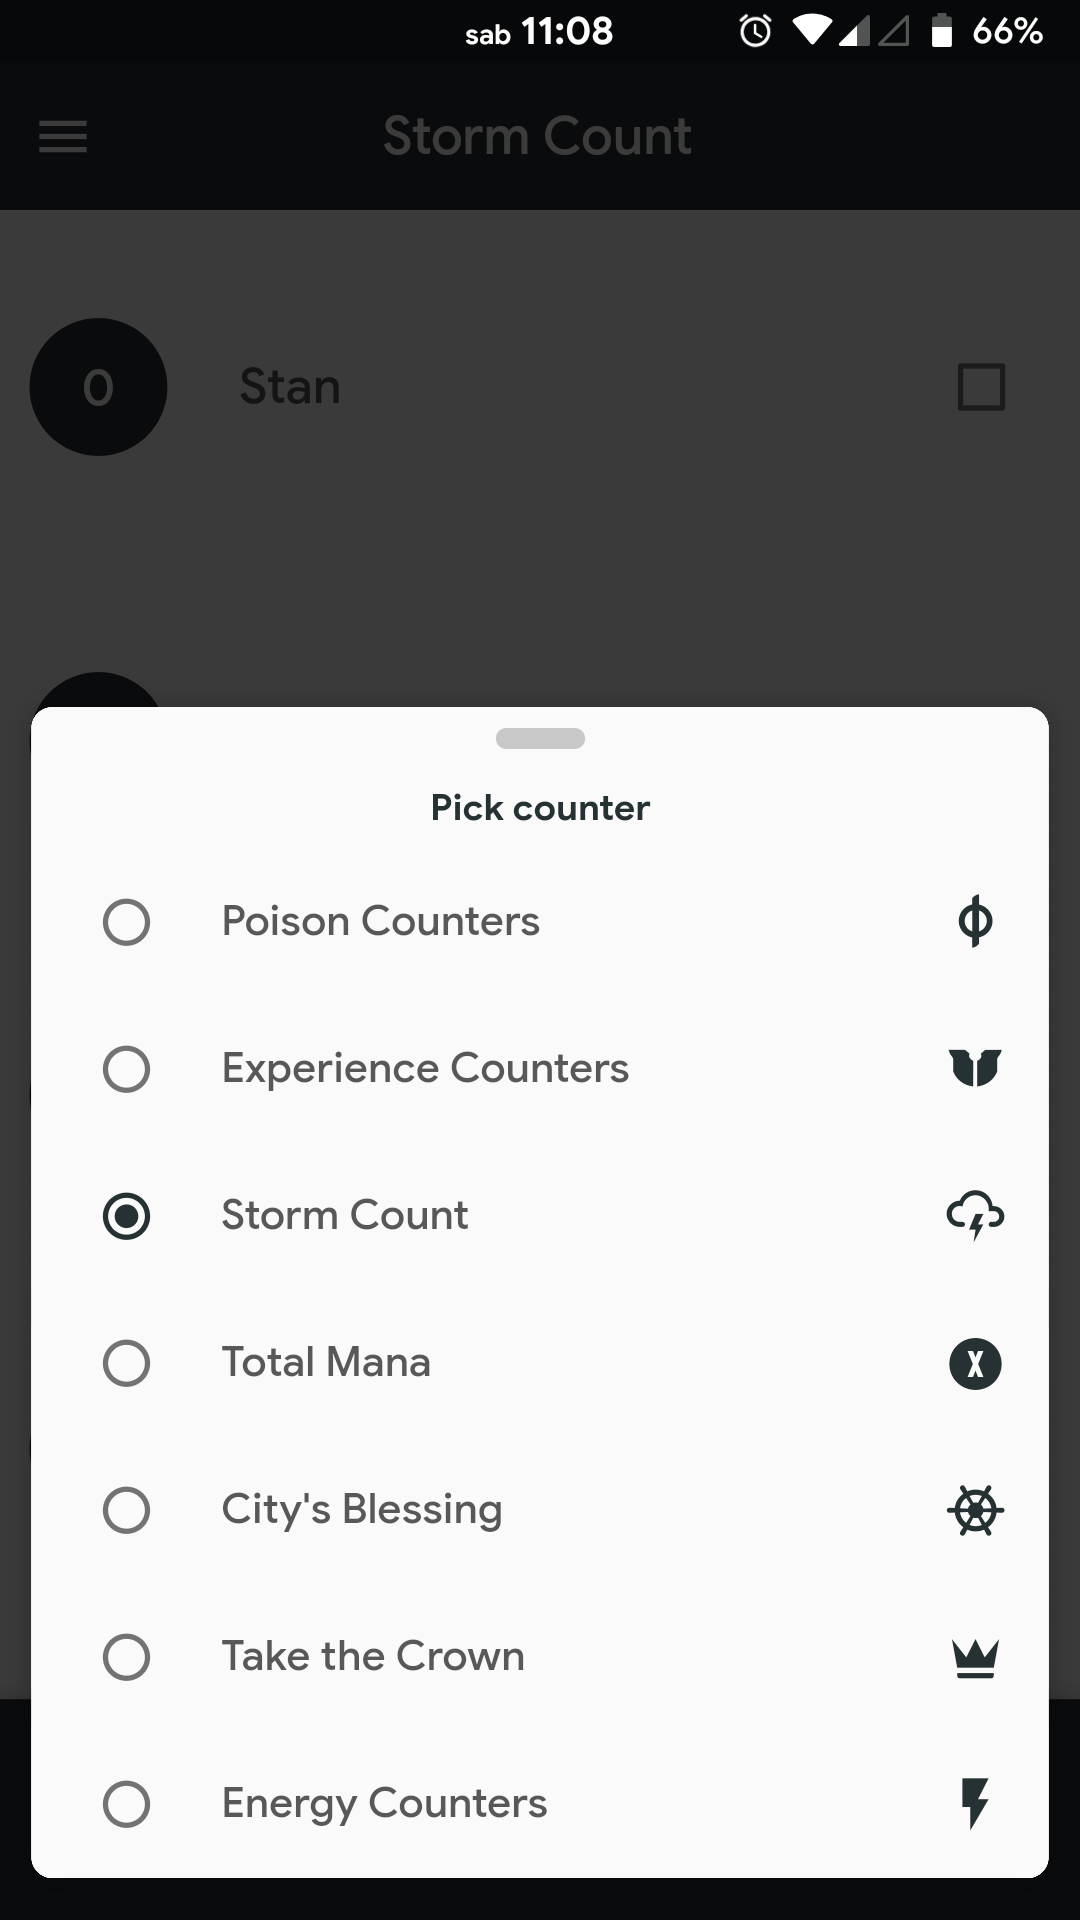 sab 11:08 66%
Storm Count
0 Stan
Pick counter
Poison Counters
Experience Counters
Storm Count
Total Mana
X
City's Blessing
Take the Crown
Energy Counters